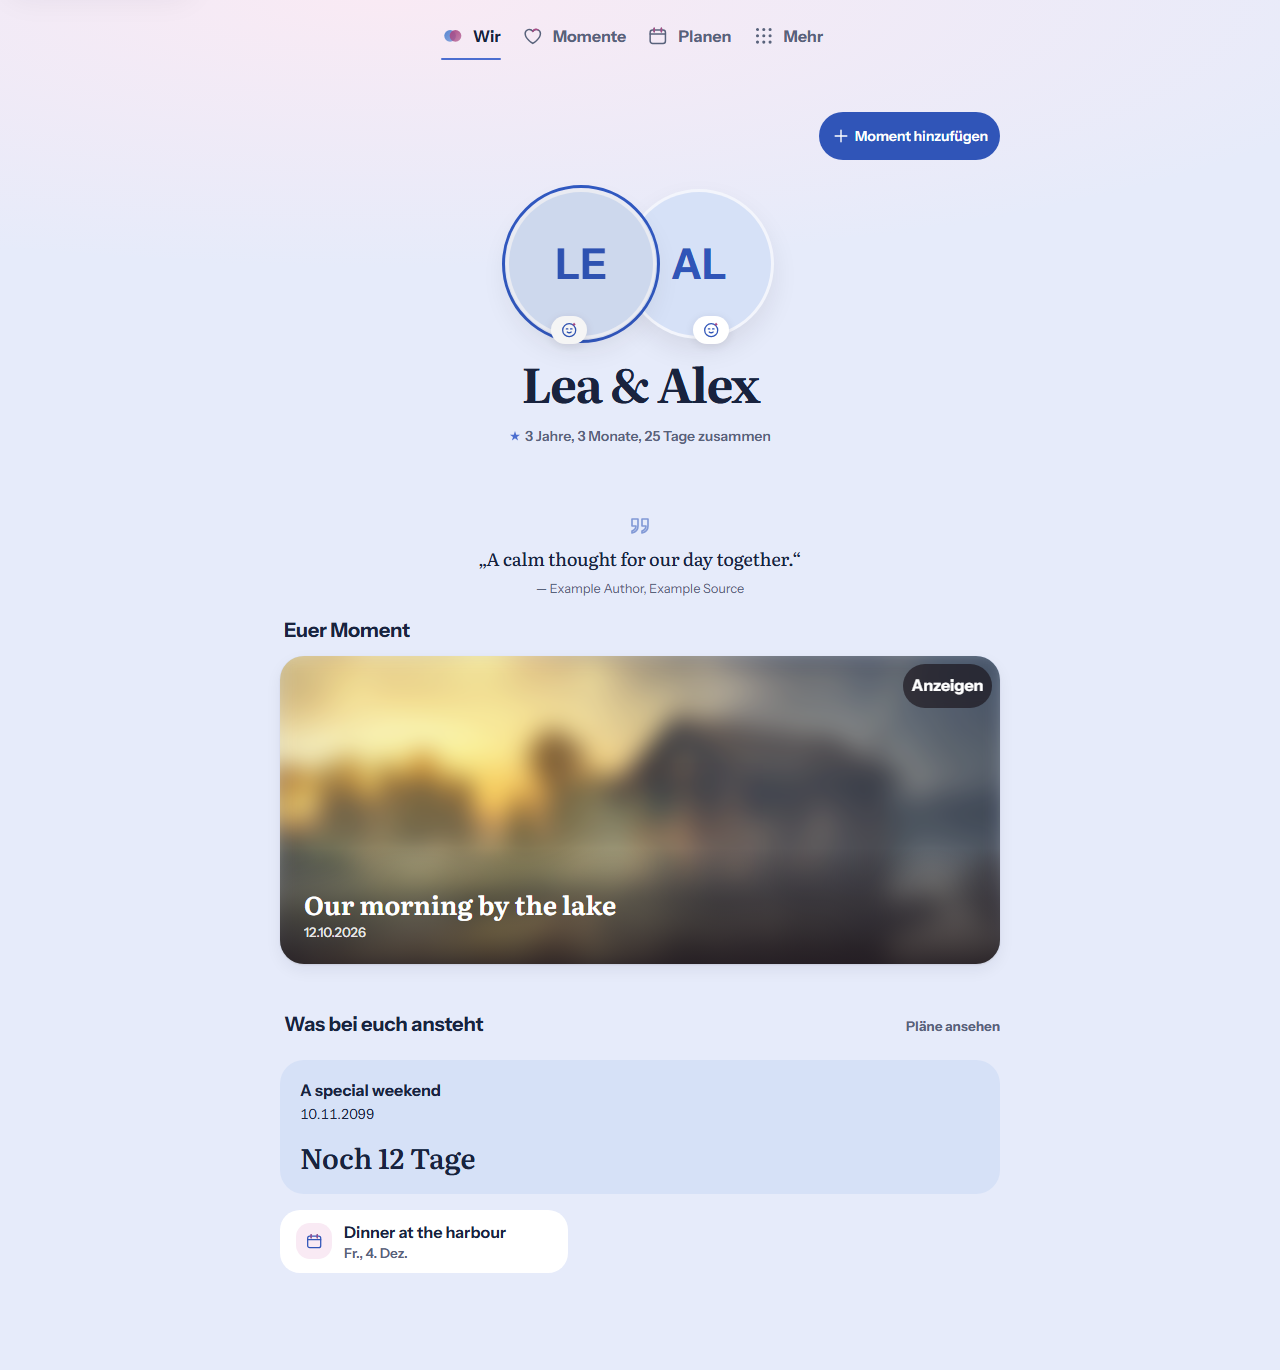 Wir
Momente
Planen
Mehr
Moment hinzufügen
LE
AL
Lea & Alex
★ 3 Jahre, 3 Monate, 25 Tage zusammen
„A calm thought for our day together.“
— Example Author, Example Source
Euer Moment
Anzeigen
Our morning by the lake
12.10.2026
Was bei euch ansteht
Pläne ansehen
A special weekend
10.11.2099
Noch 12 Tage
Dinner at the harbour
Fr., 4. Dez.